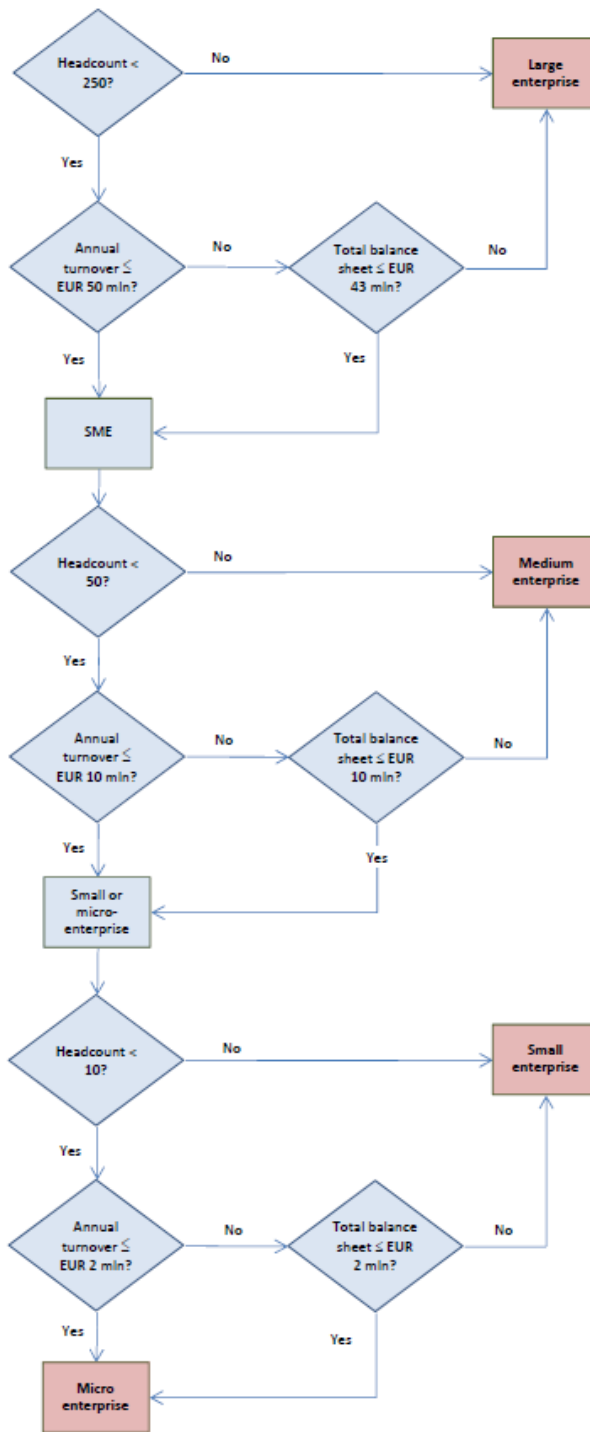 Headcount <
250?
No
Large
enterprise
Yes
Annual
turnover ≤
EUR 50 mln?
No
Total balance
sheet ≤ EUR
43 mln?
No
Yes
Yes
SME
Headcount <
50?
No
Medium
enterprise
Yes
Annual
turnover ≤
EUR 10 mln?
No
Total balance
sheet ≤ EUR
10 mln?
No
Yes
Yes
Small or
micro-
enterprise
Headcount <
10?
No
Small
enterprise
Yes
Annual
turnover ≤
EUR 2 mln?
No
Total balance
sheet ≤ EUR
2 mln?
No
Yes
Yes
Micro
enterprise